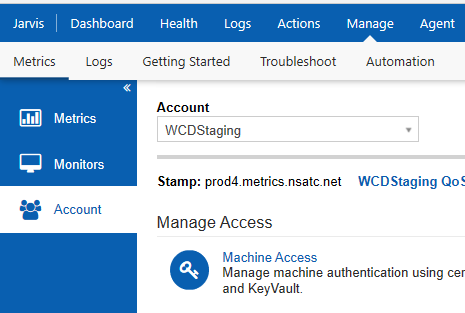 Jarvis Dashboard Health Logs Actions Manage Agent
Metrics Logs Getting Started Troubleshoot Automation
«
Metrics
Monitors
Account
Account
WCDStaging
Stamp: prod4.metrics.nsatc.net WCDStaging QoS
Manage Access
Machine Access
Manage machine authentication using cer
and KeyVault.